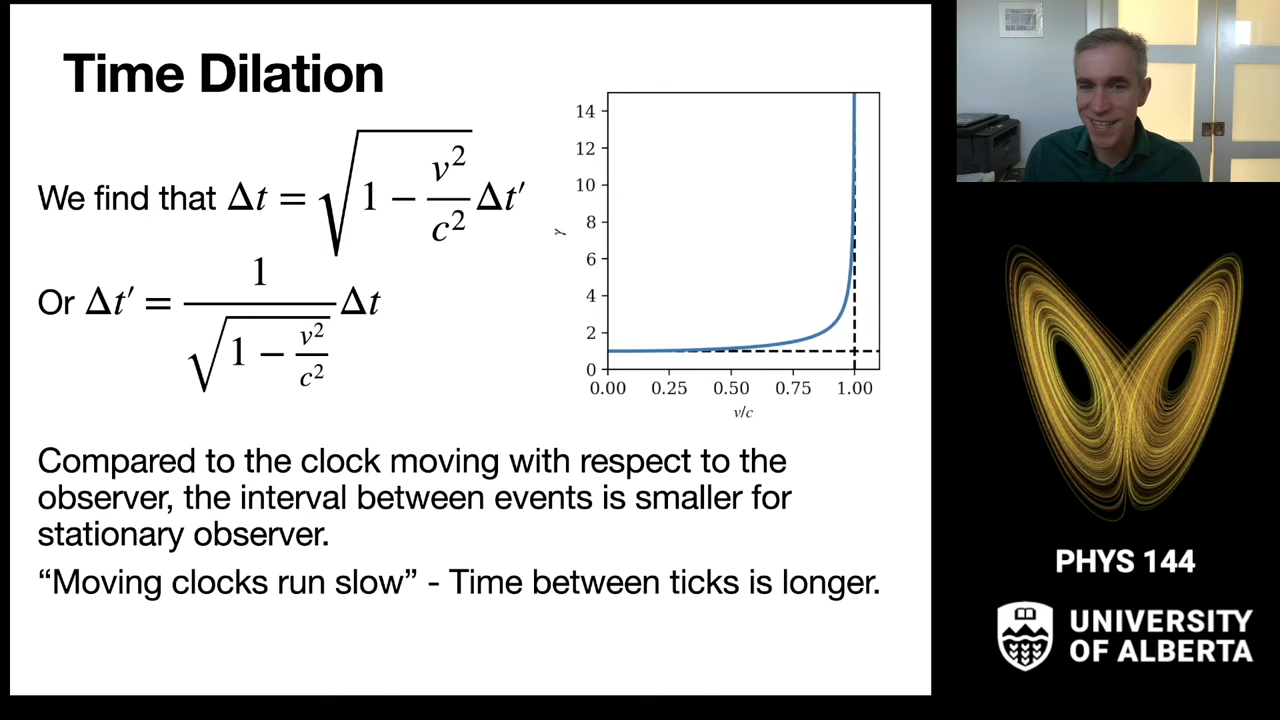 Time Dilation
We find that Δt = √(1 − v²/c²) Δt′
Or Δt′ = 1/√(1 − v²/c²) Δt
14
12
10
8
6
4
2
0
γ
0.00 0.25 0.50 0.75 1.00
v/c
Compared to the clock moving with respect to the
observer, the interval between events is smaller for
stationary observer.
“Moving clocks run slow” - Time between ticks is longer.
PHYS 144
UNIVERSITY
OF ALBERTA